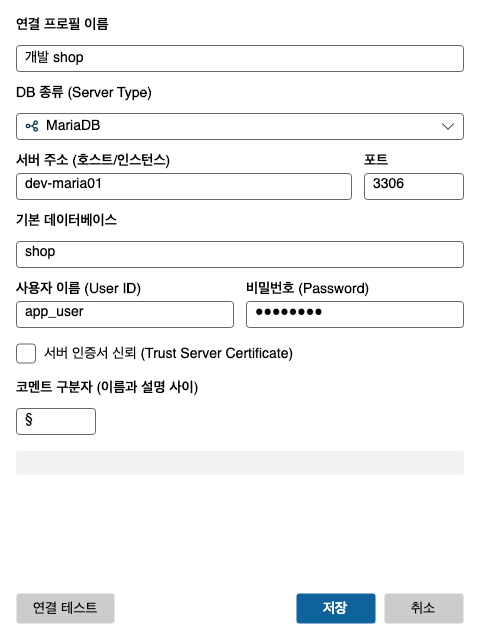 연결 프로필 이름
개발 shop
DB 종류 (Server Type)
MariaDB
서버 주소 (호스트/인스턴스) 포트
dev-maria01 3306
기본 데이터베이스
shop
사용자 이름 (User ID) 비밀번호 (Password)
app_user ●●●●●●●●
서버 인증서 신뢰 (Trust Server Certificate)
코멘트 구분자 (이름과 설명 사이)
§
연결 테스트 저장 취소